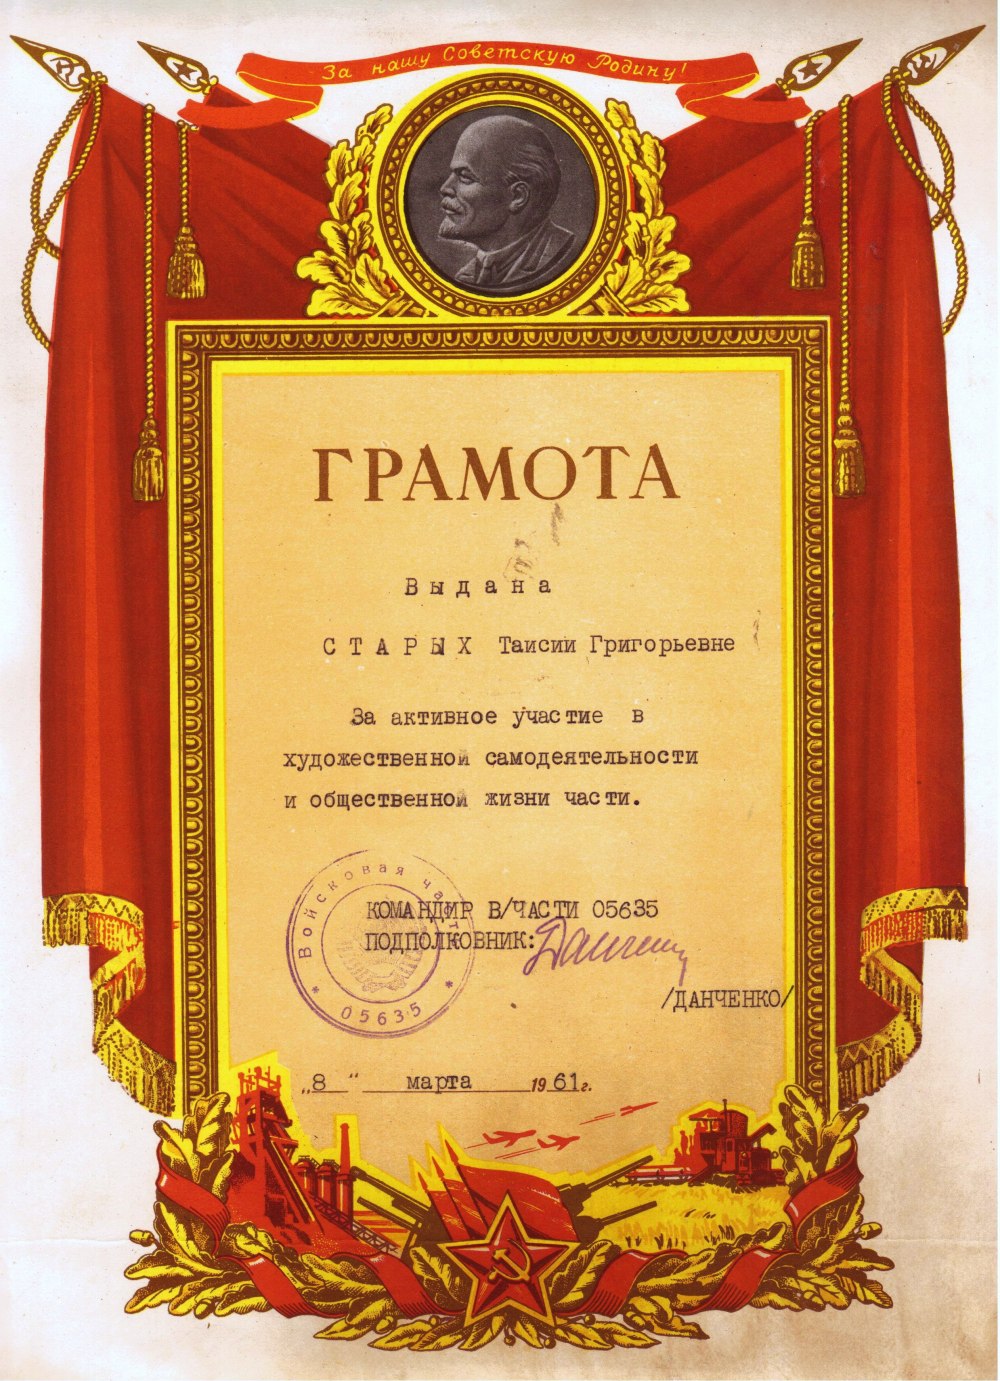 За нашу Советскую Родину!
ГРАМОТА
Выдана
СТАРЫХ Таисии Григорьевне
За активное участие в
художественной самодеятельности
и общественной жизни части.
Войсковая часть
* 05635 *
КОМАНДИР В/ЧАСТИ 05635
ПОДПОЛКОВНИК:
/ДАНЧЕНКО/
„8“ марта 1961г.